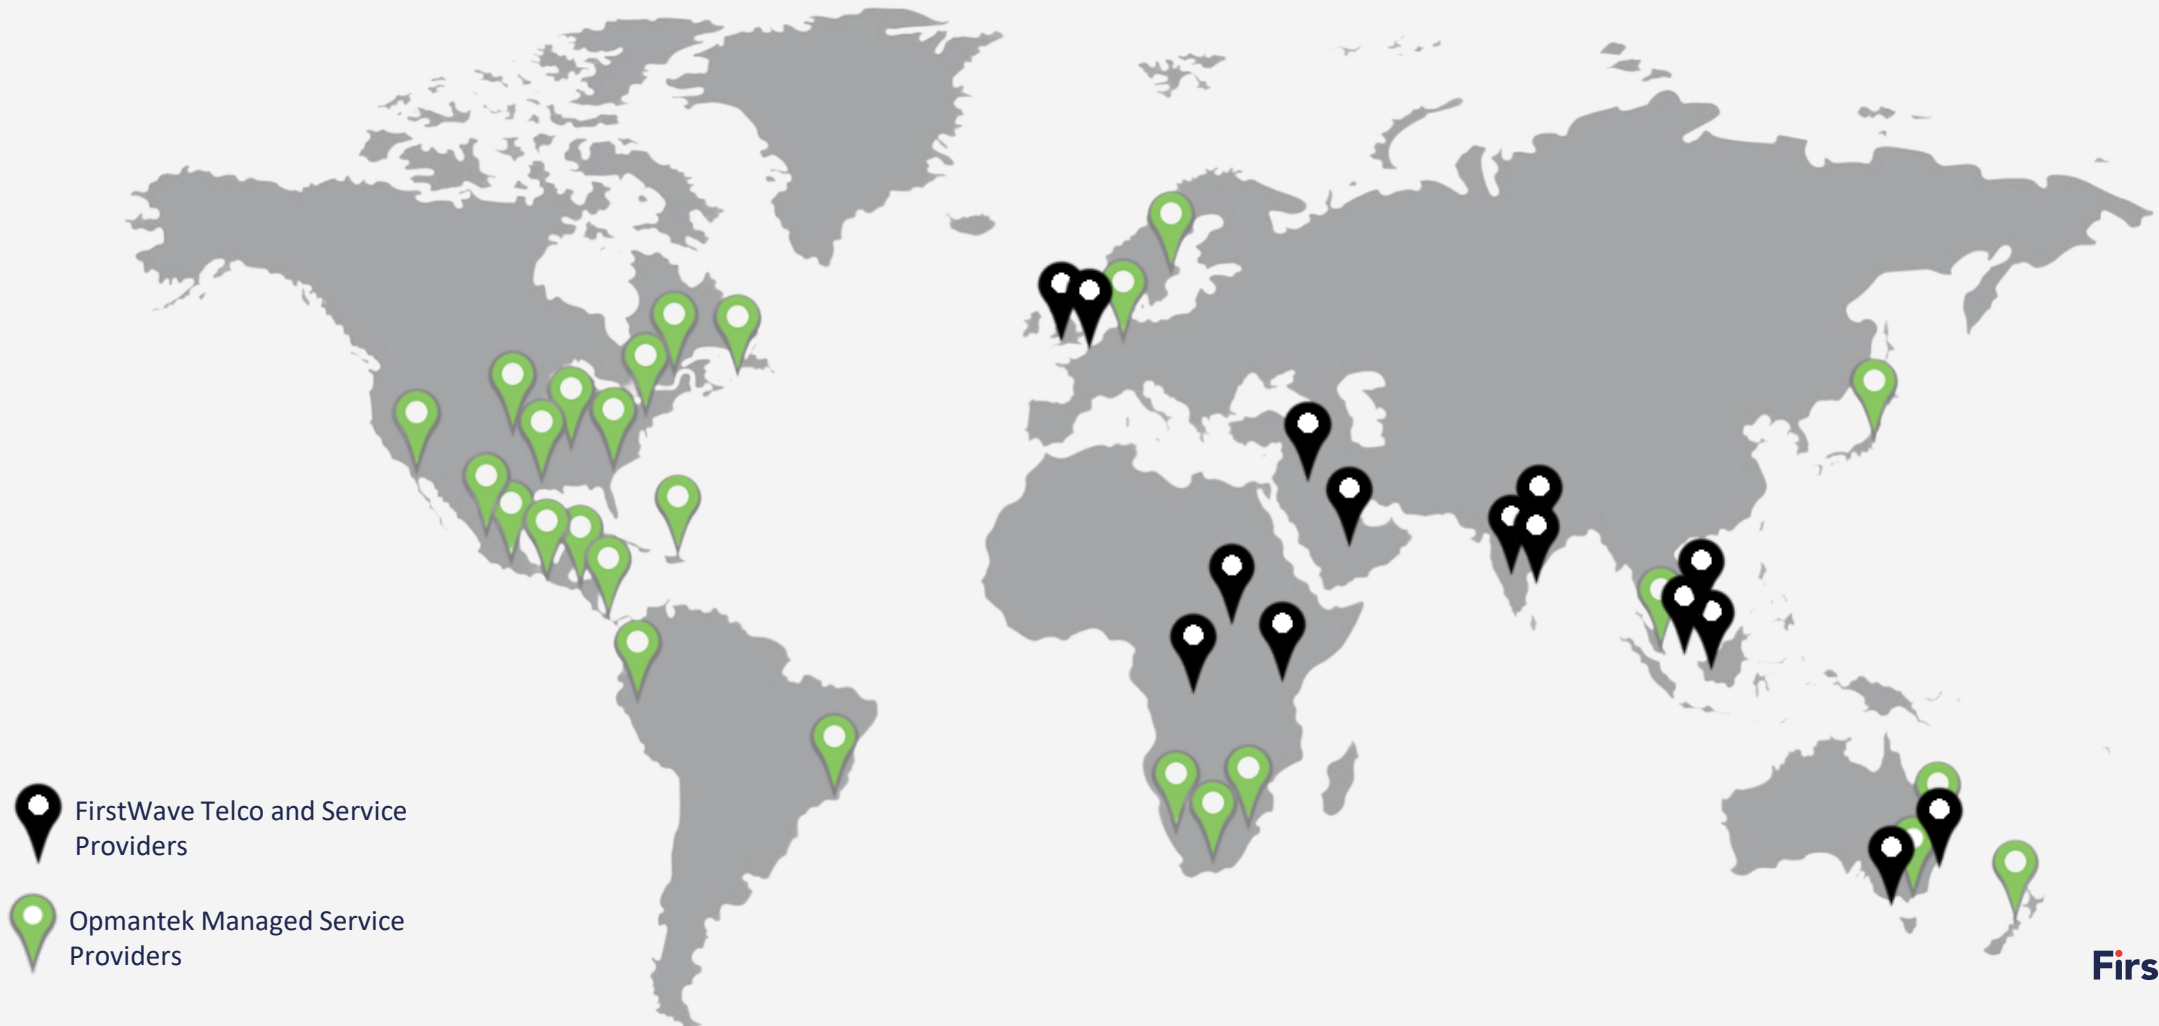 FirstWave Telco and Service
Providers
Opmantek Managed Service
Providers
Firs